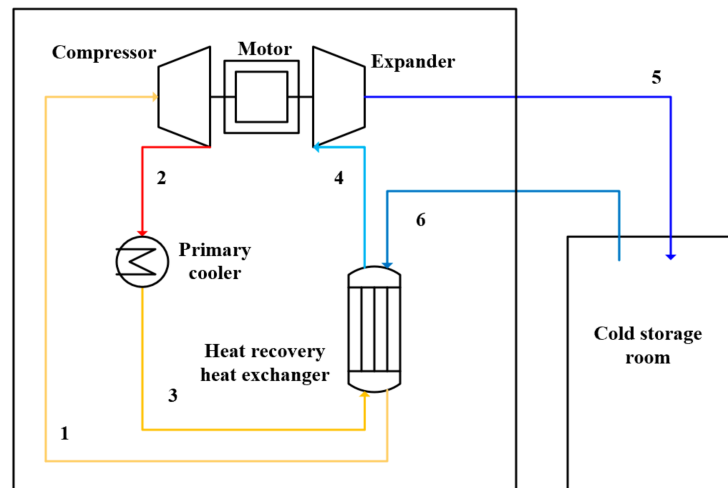 Compressor
Motor
Expander
5
2
4
6
Primary
cooler
Cold storage
room
Heat recovery
heat exchanger
3
1